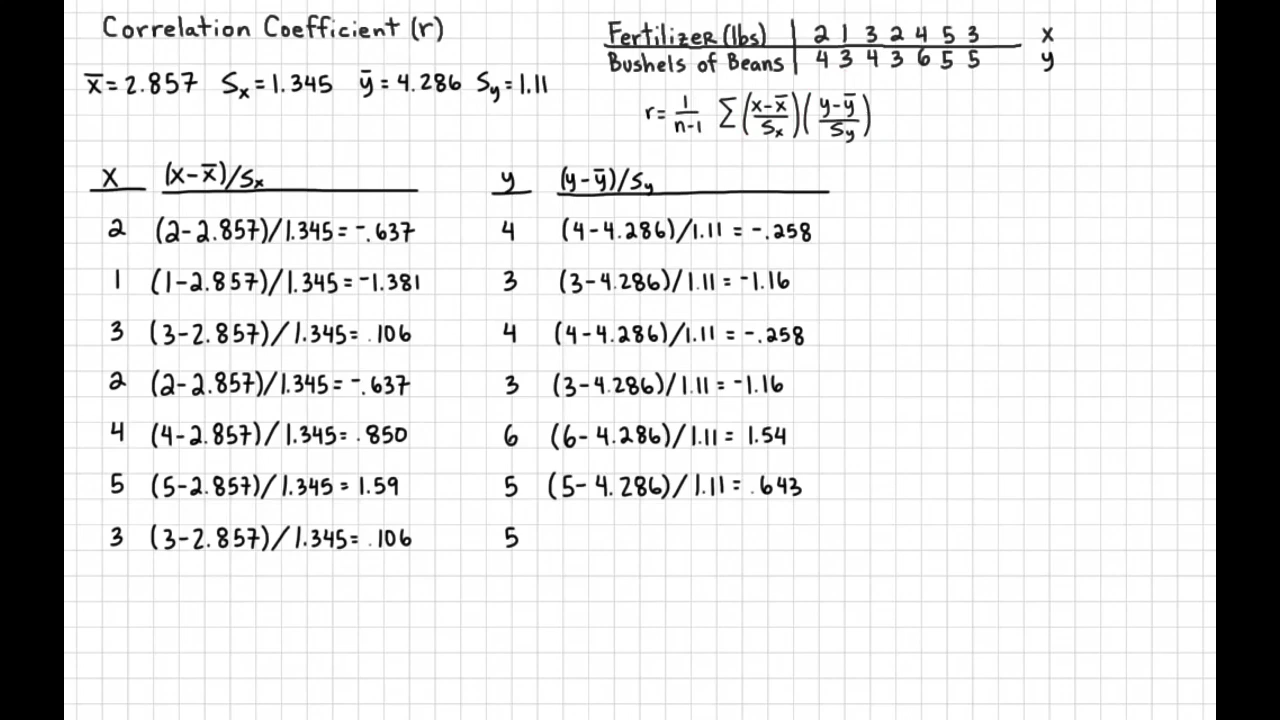 Correlation Coefficient (r)
x̄ = 2.857 Sx = 1.345 ȳ = 4.286 Sy = 1.11
Fertilizer (lbs) | 2 1 3 2 4 5 3 x
Bushels of Beans | 4 3 4 3 6 5 5 y
r = 1/(n-1) Σ((x-x̄)/Sx)((y-ȳ)/Sy)
x (x-x̄)/Sx y (y-ȳ)/Sy
2 (2-2.857)/1.345 = -.637 4 (4-4.286)/1.11 = -.258
1 (1-2.857)/1.345 = -1.381 3 (3-4.286)/1.11 = -1.16
3 (3-2.857)/1.345 = .106 4 (4-4.286)/1.11 = -.258
2 (2-2.857)/1.345 = -.637 3 (3-4.286)/1.11 = -1.16
4 (4-2.857)/1.345 = .850 6 (6-4.286)/1.11 = 1.54
5 (5-2.857)/1.345 = 1.59 5 (5-4.286)/1.11 = .643
3 (3-2.857)/1.345 = .106 5